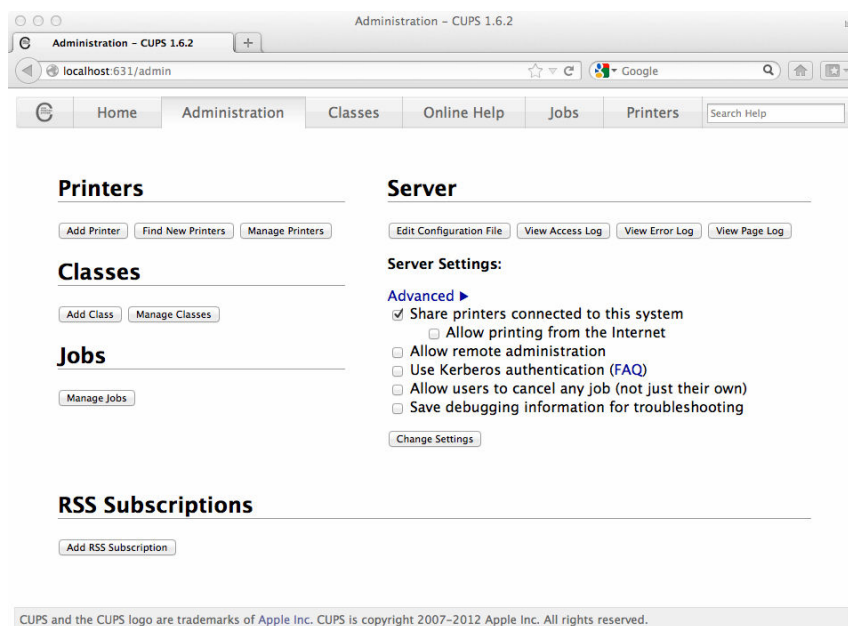 Administration – CUPS 1.6.2
Administration – CUPS 1.6.2
localhost:631/admin
Google
Home Administration Classes Online Help Jobs Printers Search Help
Printers
Add Printer Find New Printers Manage Printers
Classes
Add Class Manage Classes
Jobs
Manage Jobs
Server
Edit Configuration File View Access Log View Error Log View Page Log
Server Settings:
Advanced ▶
Share printers connected to this system
Allow printing from the Internet
Allow remote administration
Use Kerberos authentication (FAQ)
Allow users to cancel any job (not just their own)
Save debugging information for troubleshooting
Change Settings
RSS Subscriptions
Add RSS Subscription
CUPS and the CUPS logo are trademarks of Apple Inc. CUPS is copyright 2007–2012 Apple Inc. All rights reserved.